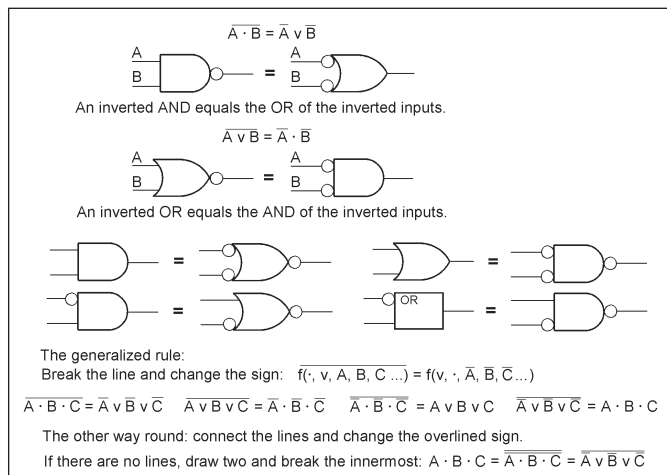 A̅ ̅·̅ ̅B̅ = A̅ v B̅
A
B
=
A
B
An inverted AND equals the OR of the inverted inputs.
A̅ ̅v̅ ̅B̅ = A̅ · B̅
A
B
=
A
B
An inverted OR equals the AND of the inverted inputs.
= =
= OR =
The generalized rule:
Break the line and change the sign: f̅(̅·̅,̅ ̅v̅,̅ ̅A̅,̅ ̅B̅,̅ ̅C̅ ̅.̅.̅.̅)̅ = f(v, ·, A̅, B̅, C̅...)
A̅ ̅·̅ ̅B̅ ̅·̅ ̅C̅ = A̅ v B̅ v C̅ A̅ ̅v̅ ̅B̅ ̅v̅ ̅C̅ = A̅ · B̅ · C̅ A̿ ̅·̅ ̅B̿ ̅·̅ ̅C̿ = A v B v C A̿ ̅v̅ ̅B̿ ̅v̅ ̅C̿ = A · B · C
The other way round: connect the lines and change the overlined sign.
If there are no lines, draw two and break the innermost: A · B · C = A̿ ̿·̿ ̿B̿ ̿·̿ ̿C̿ = A̿ ̅v̅ ̅B̿ ̅v̅ ̅C̿